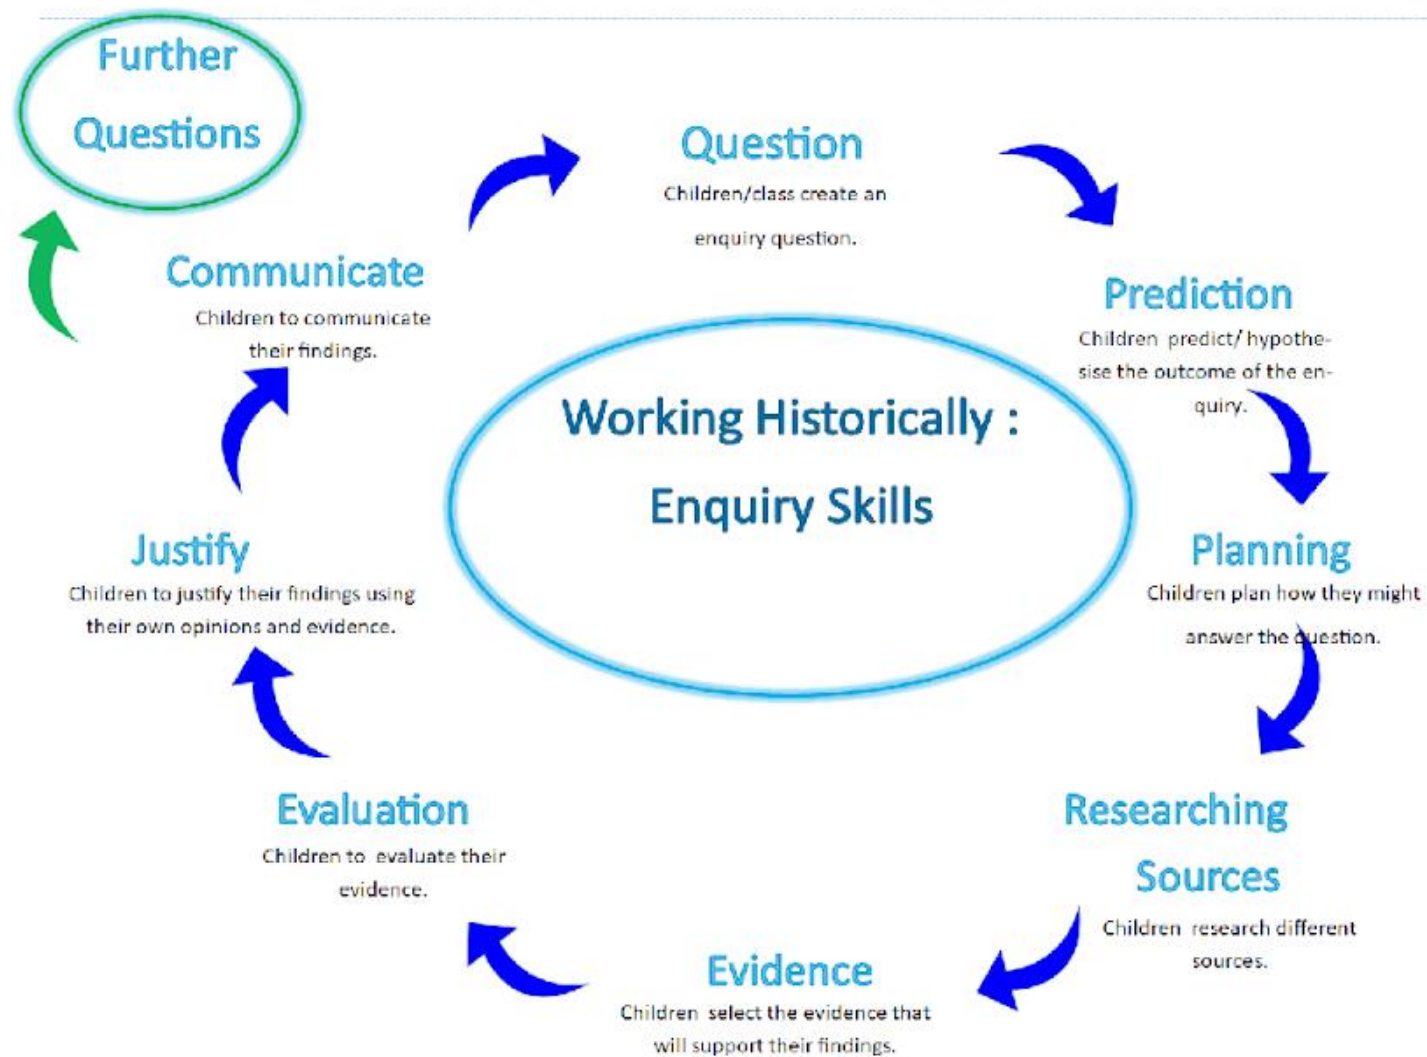 Further
Questions
Question
Children/class create an
enquiry question.
Communicate
Children to communicate
their findings.
Prediction
Children predict/ hypothe-
sise the outcome of the en-
quiry.
Working Historically :
Enquiry Skills
Planning
Children plan how they might
answer the question.
Justify
Children to justify their findings using
their own opinions and evidence.
Researching
Sources
Children research different
sources.
Evaluation
Children to evaluate their
evidence.
Evidence
Children select the evidence that
will support their findings.